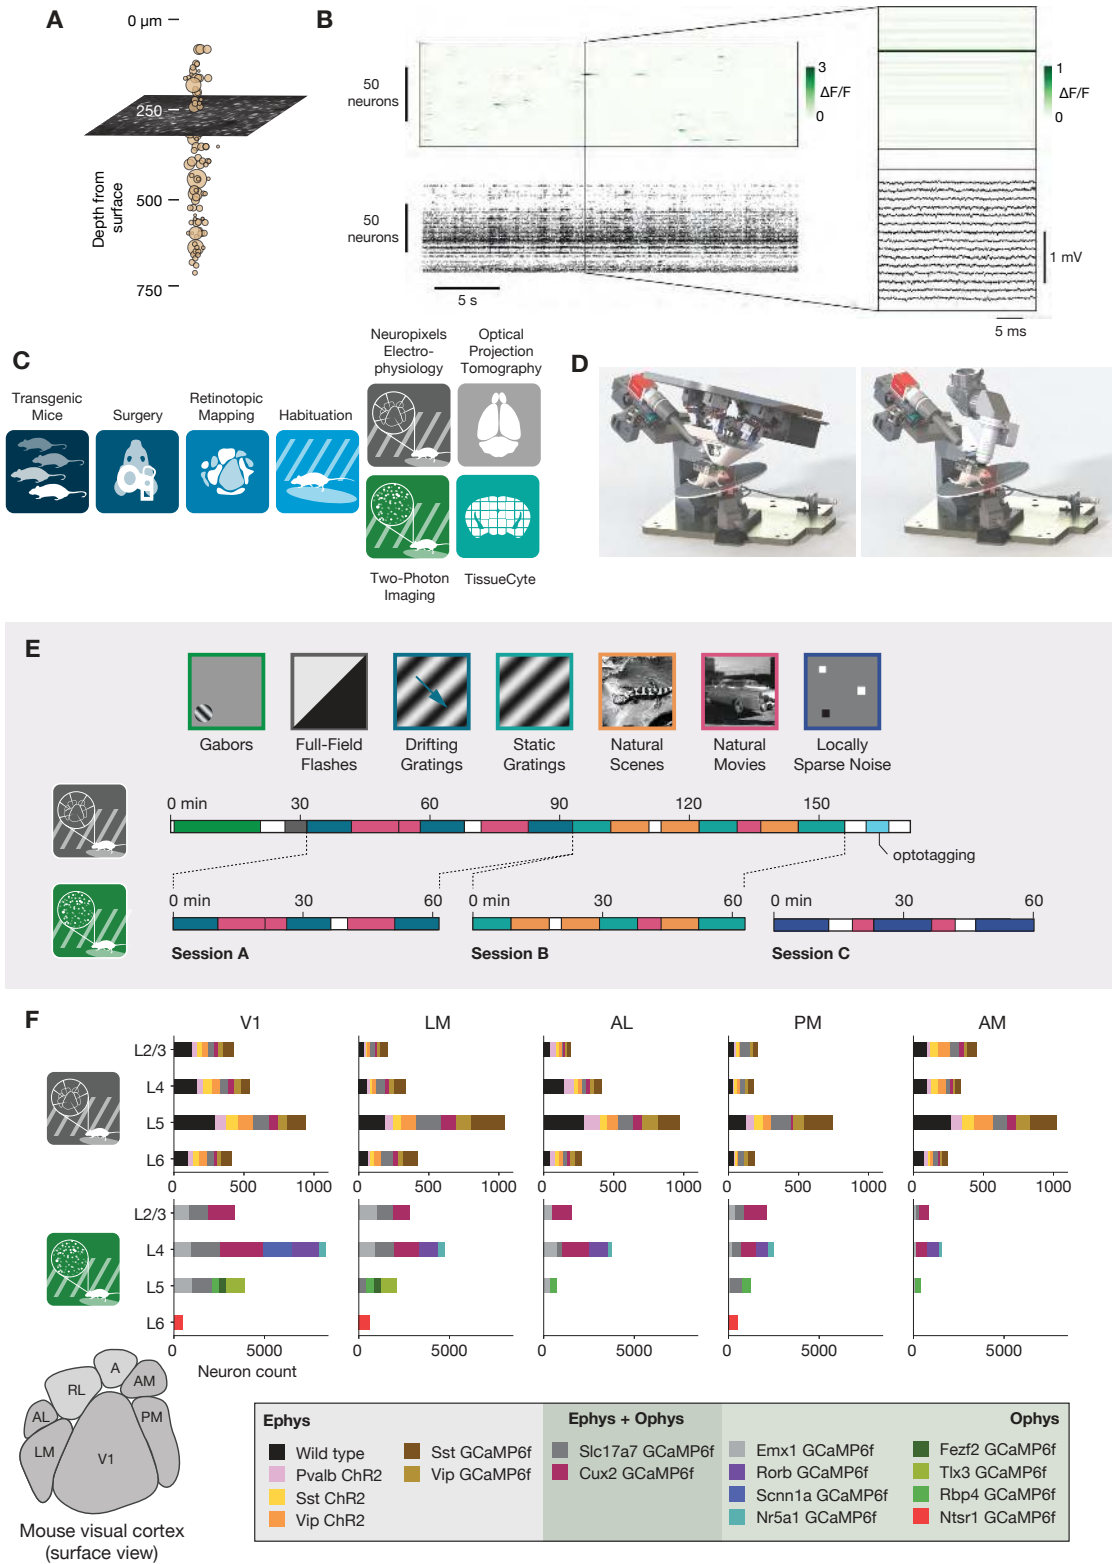 A
0 µm
250
500
750
Depth from
surface
B
50
neurons
3
ΔF/F
0
1
ΔF/F
0
50
neurons
5 s
1 mV
5 ms
C
Transgenic
Mice
Surgery
Retinotopic
Mapping
Habituation
Neuropixels
Electro-
physiology
Optical
Projection
Tomography
Two-Photon
Imaging
TissueCyte
D
E
Gabors
Full-Field
Flashes
Drifting
Gratings
Static
Gratings
Natural
Scenes
Natural
Movies
Locally
Sparse Noise
0 min 30 60 90 120 150
optotagging
0 min 30 60
0 min 30 60
0 min 30 60
Session A
Session B
Session C
F
V1 LM AL PM AM
L2/3
L4
L5
L6
0 500 1000
0 500 1000
0 500 1000
0 500 1000
0 500 1000
L2/3
L4
L5
L6
0 5000
0 5000
0 5000
0 5000
0 5000
Neuron count
A
AM
RL
AL
PM
LM
V1
Mouse visual cortex
(surface view)
Ephys
Wild type
Pvalb ChR2
Sst ChR2
Vip ChR2
Sst GCaMP6f
Vip GCaMP6f
Ephys + Ophys
Slc17a7 GCaMP6f
Cux2 GCaMP6f
Ophys
Emx1 GCaMP6f
Rorb GCaMP6f
Scnn1a GCaMP6f
Nr5a1 GCaMP6f
Fezf2 GCaMP6f
Tlx3 GCaMP6f
Rbp4 GCaMP6f
Ntsr1 GCaMP6f